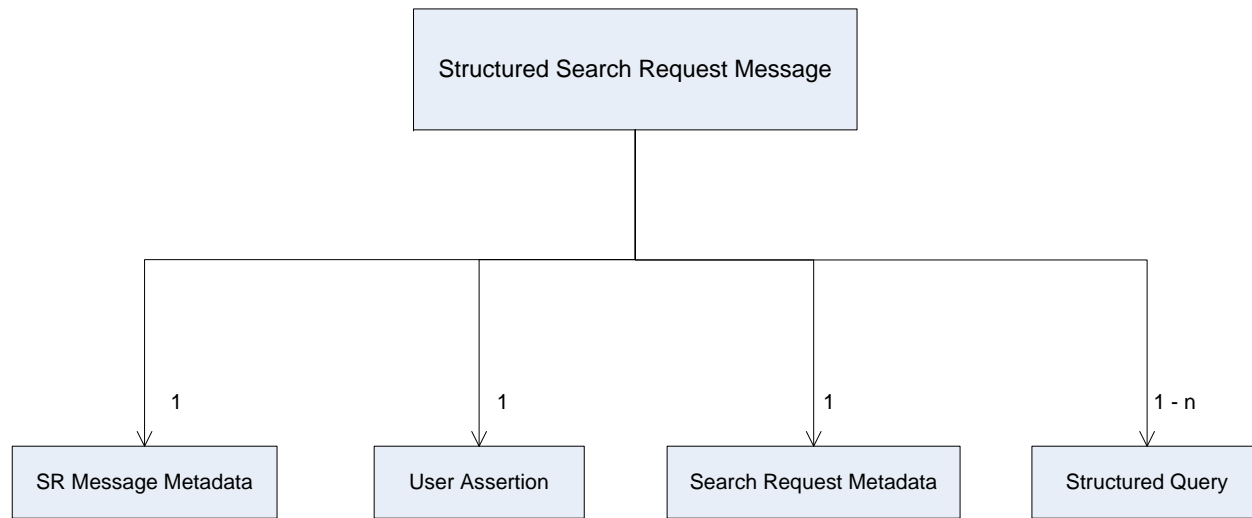 Structured Search Request Message
1
1
1
1 - n
SR Message Metadata
User Assertion
Search Request Metadata
Structured Query